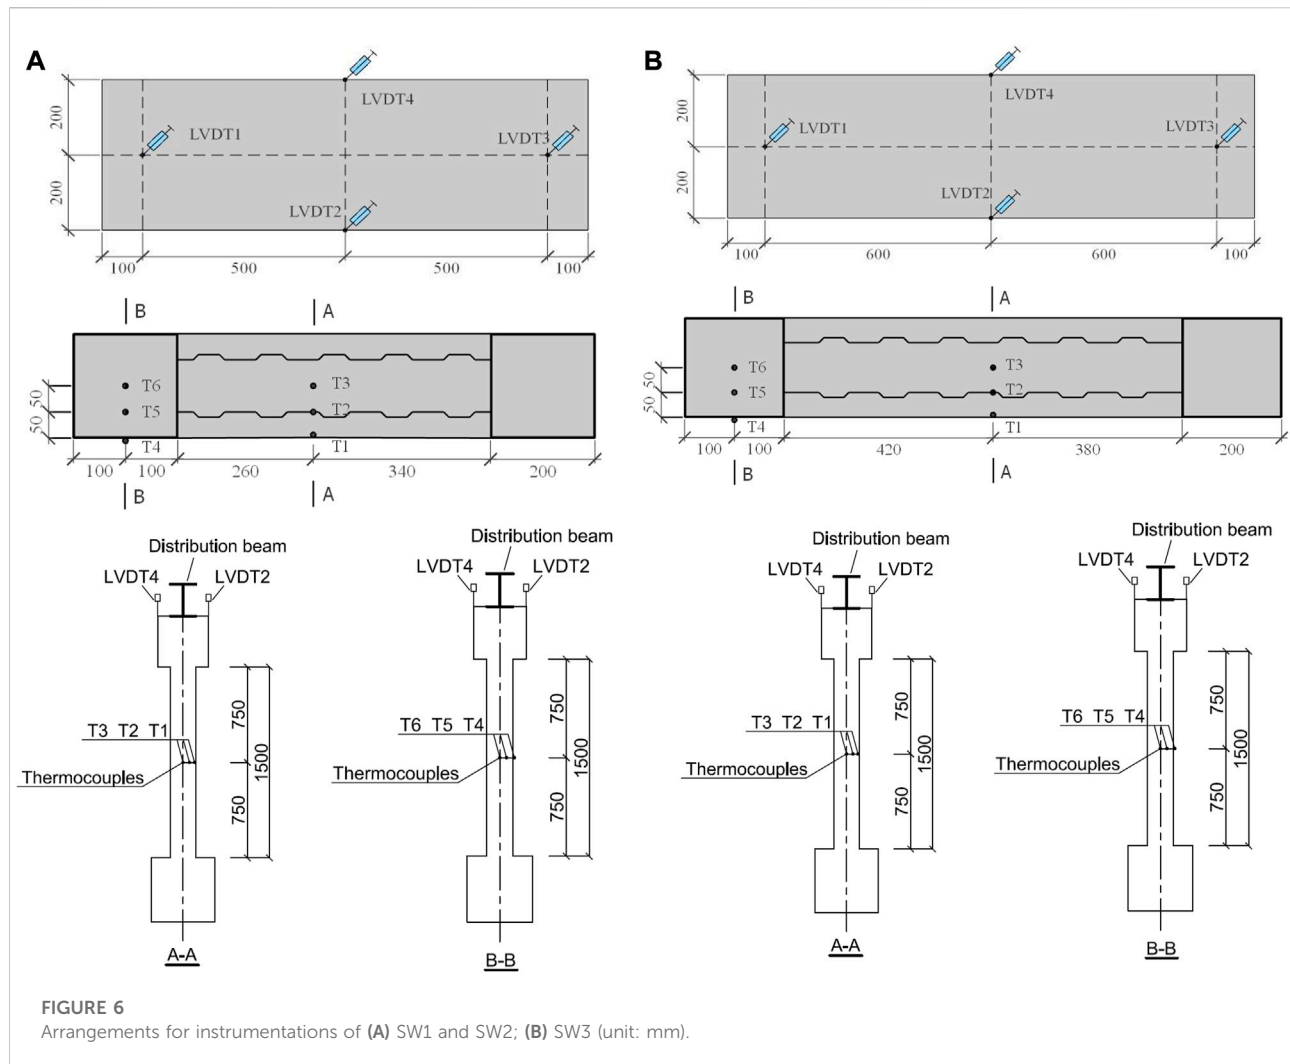 A
LVDT4
200
LVDT1
LVDT3
200
LVDT2
100
500
500
100
B
A
T6
T3
50
T5
T2
50
T4
T1
100
100
260
340
200
B
A
Distribution beam
LVDT4
LVDT2
750
T3 T2 T1
1500
Thermocouples
750
A-A
Distribution beam
LVDT4
LVDT2
750
T6 T5 T4
1500
Thermocouples
750
B-B
B
LVDT4
200
LVDT1
LVDT3
200
LVDT2
100
600
600
100
B
A
T6
T3
50
T5
T2
50
T4
T1
100
100
420
380
200
B
A
Distribution beam
LVDT4
LVDT2
750
T3 T2 T1
1500
Thermocouples
750
A-A
Distribution beam
LVDT4
LVDT2
750
T6 T5 T4
1500
Thermocouples
750
B-B
FIGURE 6
Arrangements for instrumentations of (A) SW1 and SW2; (B) SW3 (unit: mm).